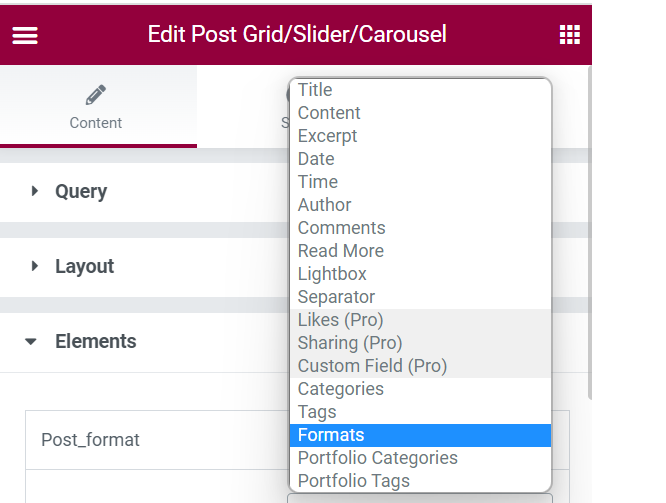 Edit Post Grid/Slider/Carousel
Content
S
Query
Layout
Elements
Post_format
Title
Content
Excerpt
Date
Time
Author
Comments
Read More
Lightbox
Separator
Likes (Pro)
Sharing (Pro)
Custom Field (Pro)
Categories
Tags
Formats
Portfolio Categories
Portfolio Tags